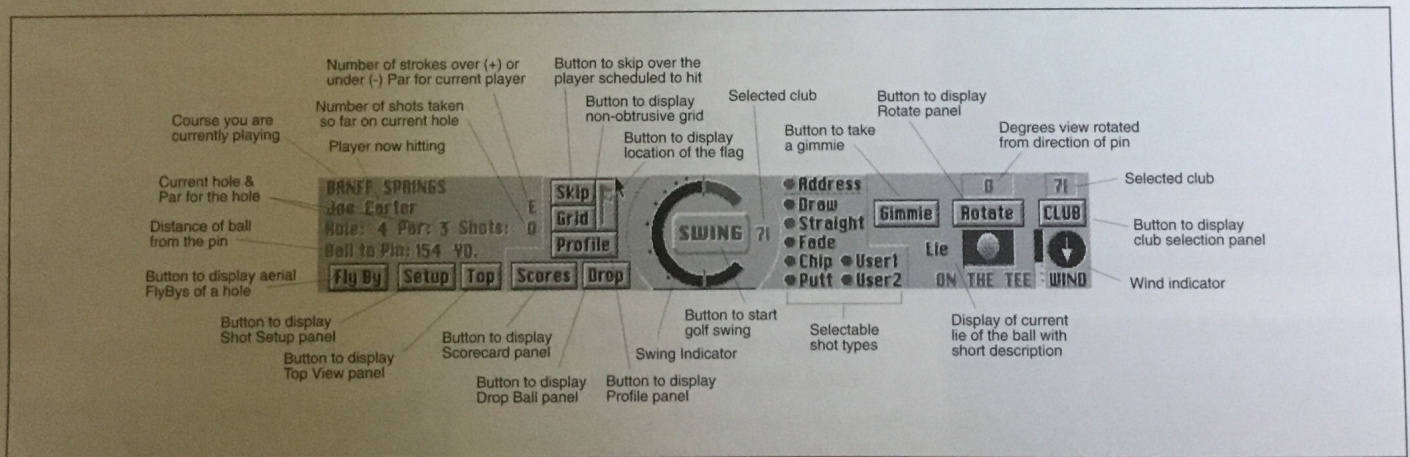 Number of strokes over (+) or
under (-) Par for current player
Button to skip over the
player scheduled to hit
Number of shots taken
so far on current hole
Button to display
non-obtrusive grid
Selected club
Button to display
Rotate panel
Course you are
currently playing
Player now hitting
Button to display
location of the flag
Button to take
a gimmie
Degrees view rotated
from direction of pin
Current hole &
Par for the hole
Distance of ball
from the pin
Button to display aerial
FlyBys of a hole
BANFF SPRINGS
Joe Carter E
Hole: 4 Par: 3 Shots: 0
Ball to Pin: 154 YD.
Fly By Setup Top Scores Drop
Skip
Grid
Profile
SWING 7I
Address
Draw
Straight
Fade
Chip User1
Putt User2
Gimmie
0
Rotate
7I
CLUB
Lie
ON THE TEE
WIND
Selected club
Button to display
club selection panel
Wind indicator
Button to display
Shot Setup panel
Button to display
Top View panel
Button to display
Scorecard panel
Button to display
Drop Ball panel
Button to display
Profile panel
Swing Indicator
Button to start
golf swing
Selectable
shot types
Display of current
lie of the ball with
short description